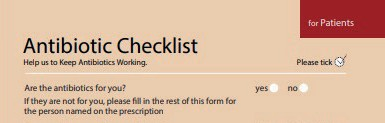 for Patients
Antibiotic Checklist
Help us to Keep Antibiotics Working.
Please tick
Are the antibiotics for you?
yes no
If they are not for you, please fill in the rest of this form for
the person named on the prescription